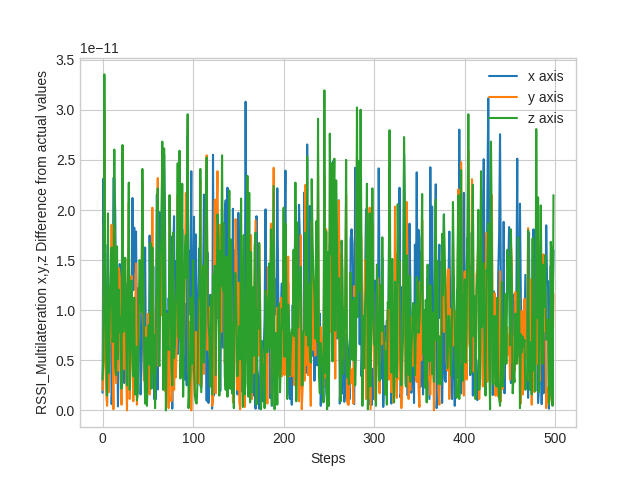 1e−11
3.5
3.0
2.5
2.0
1.5
1.0
0.5
0.0
RSSI_Multilateration x,y,z Difference from actual values
x axis
y axis
z axis
0
100
200
300
400
500
Steps